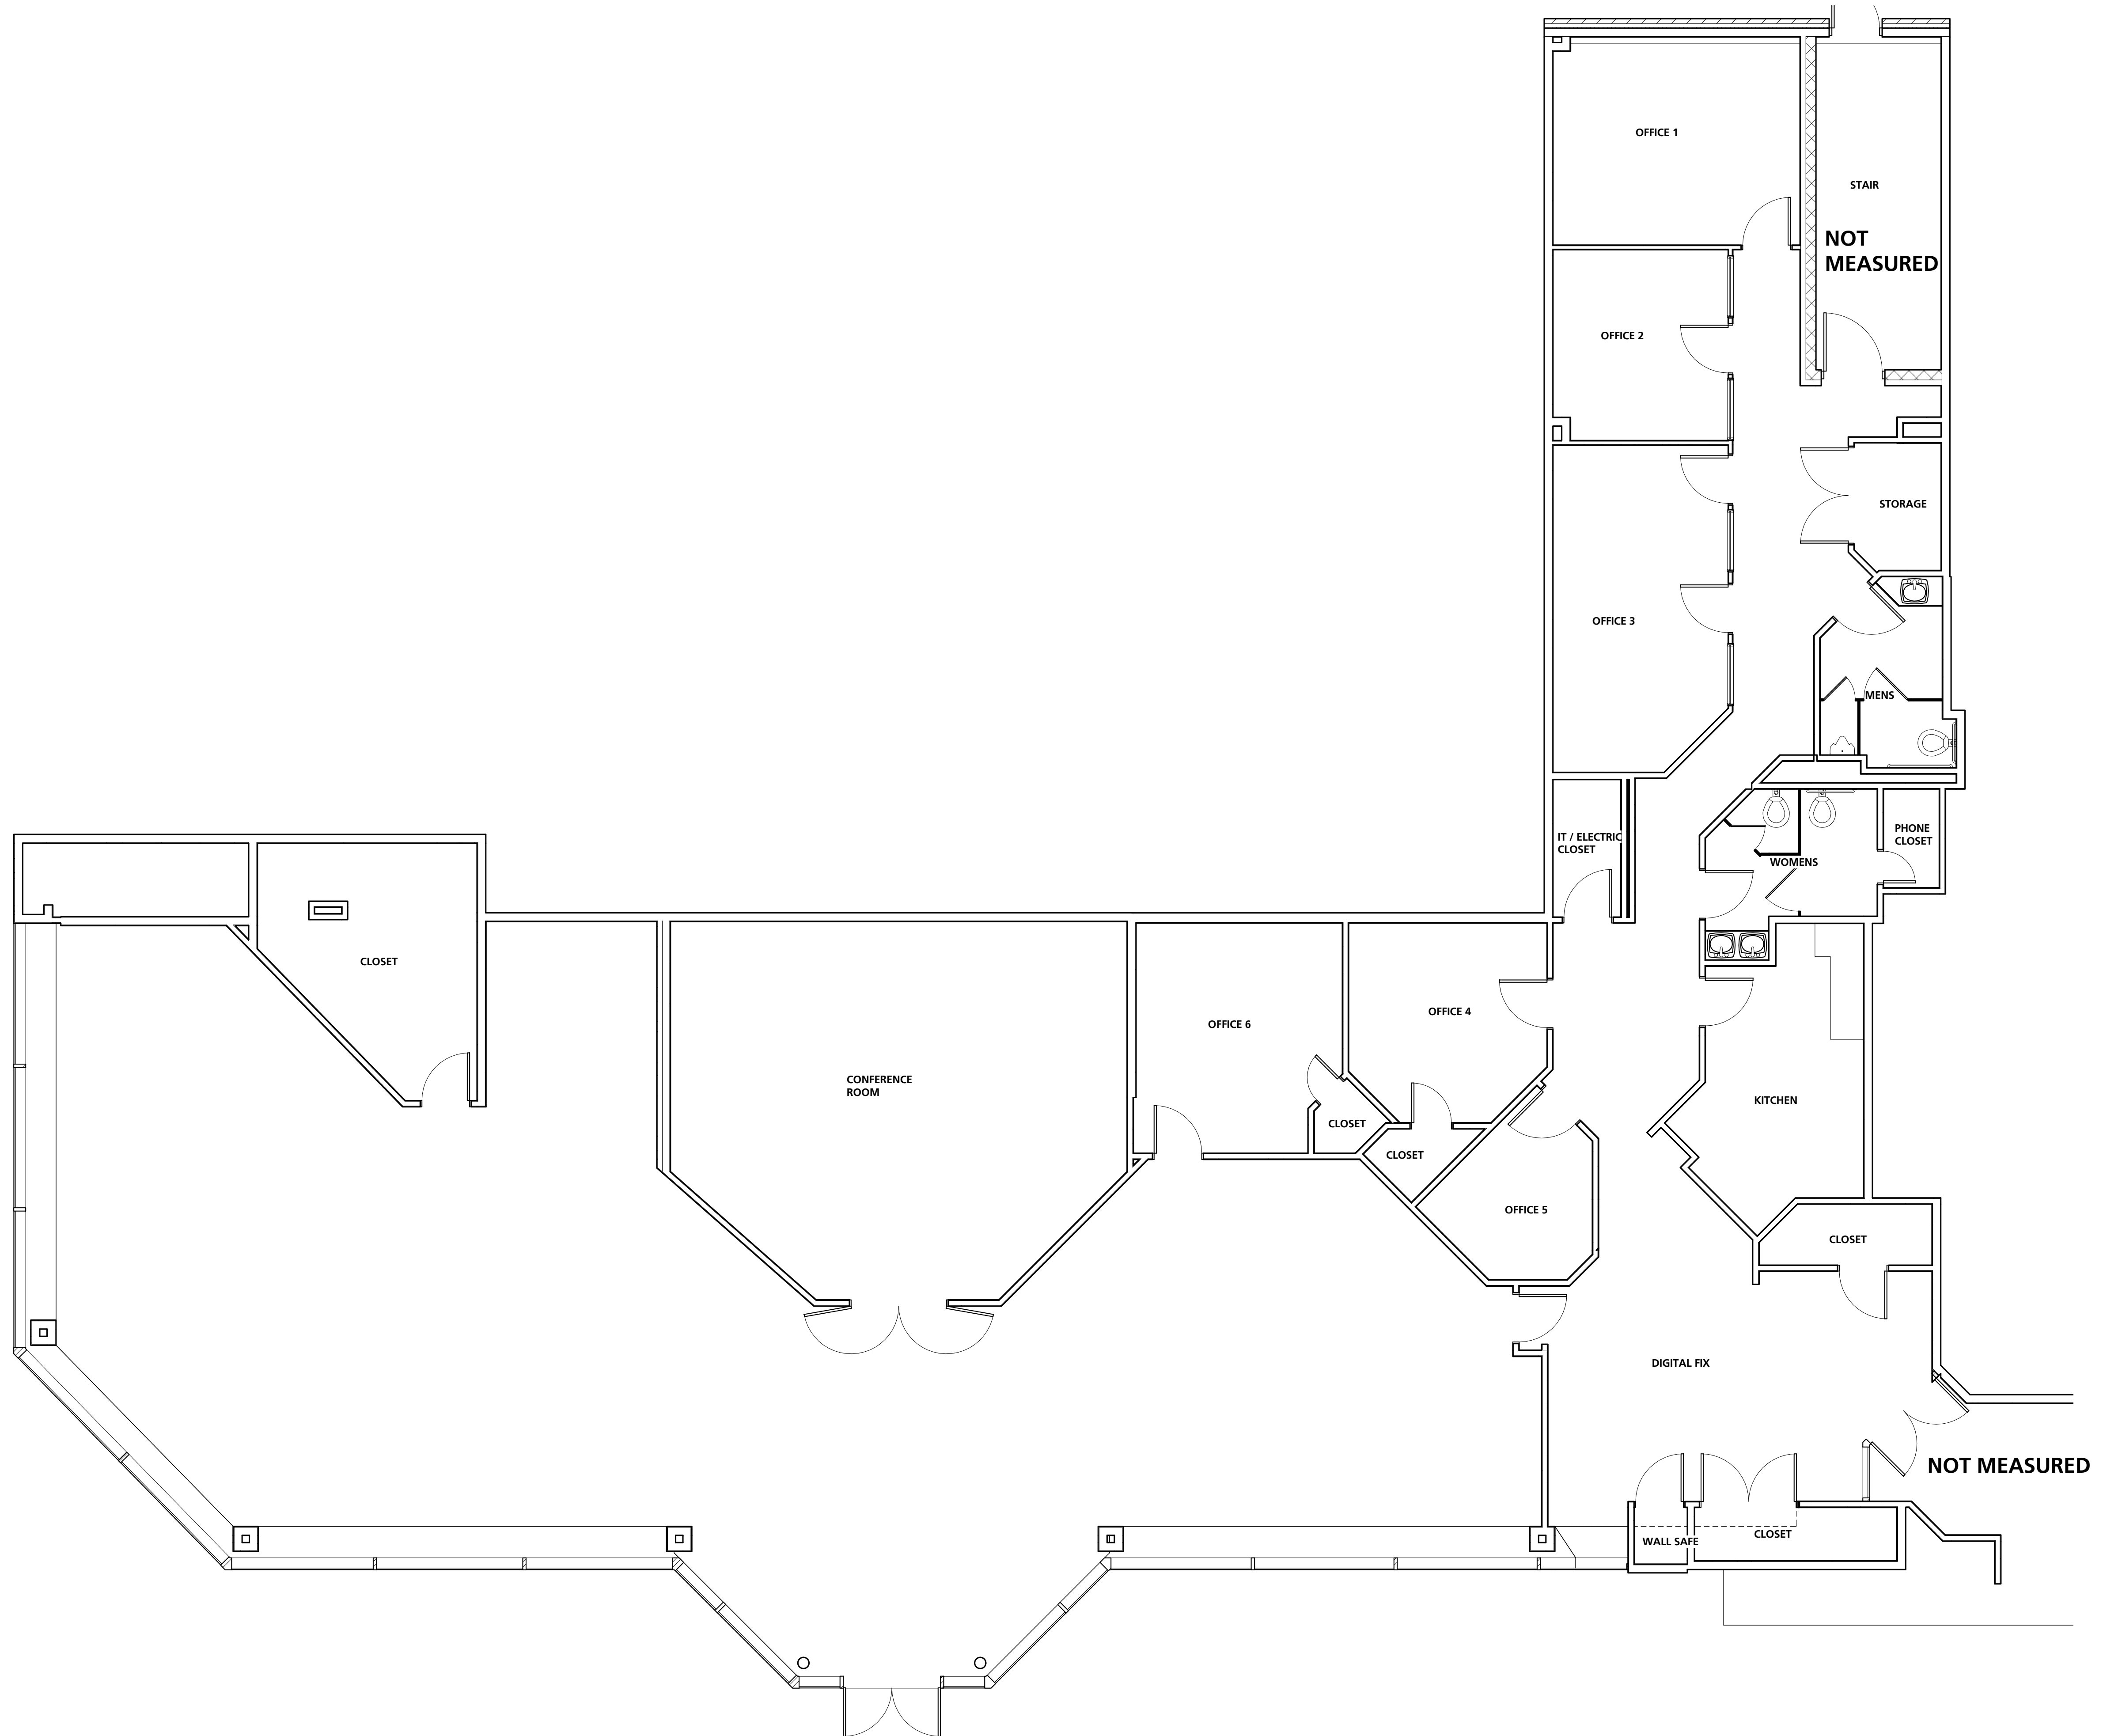 OFFICE 1
STAIR
NOT
MEASURED
OFFICE 2
STORAGE
OFFICE 3
MENS
IT / ELECTRIC
CLOSET
PHONE
CLOSET
WOMENS
CLOSET
OFFICE 4
OFFICE 6
CONFERENCE
ROOM
KITCHEN
CLOSET
CLOSET
OFFICE 5
CLOSET
DIGITAL FIX
NOT MEASURED
WALL SAFE
CLOSET